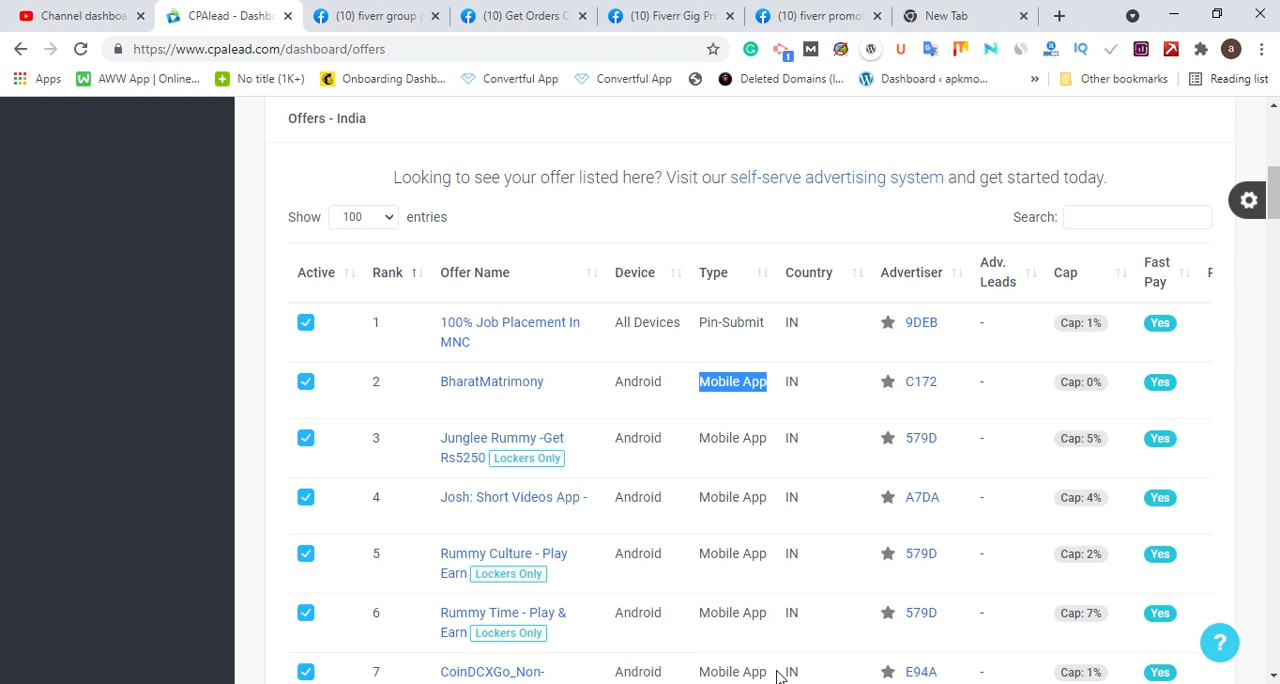 Channel dashboa
CPAlead - Dashbo
(10) fiverr group
(10) Get Orders O
(10) Fiverr Gig Pro
(10) fiverr promo
New Tab
https://www.cpalead.com/dashboard/offers
Apps
AWW App | Online...
No title (1K+)
Onboarding Dashb...
Convertful App
Convertful App
Deleted Domains (I...
Dashboard ‹ apkmo...
»
Other bookmarks
Reading list
Offers - India
Looking to see your offer listed here? Visit our self-serve advertising system and get started today.
Show 100 entries
Search:
Active Rank Offer Name Device Type Country Advertiser Adv. Leads Cap Fast Pay
1 100% Job Placement In MNC All Devices Pin-Submit IN 9DEB - Cap: 1% Yes
2 BharatMatrimony Android Mobile App IN C172 - Cap: 0% Yes
3 Junglee Rummy -Get Rs5250 Lockers Only Android Mobile App IN 579D - Cap: 5% Yes
4 Josh: Short Videos App - Android Mobile App IN A7DA - Cap: 4% Yes
5 Rummy Culture - Play Earn Lockers Only Android Mobile App IN 579D - Cap: 2% Yes
6 Rummy Time - Play & Earn Lockers Only Android Mobile App IN 579D - Cap: 7% Yes
7 CoinDCXGo_Non- Android Mobile App IN E94A - Cap: 1% Yes
?